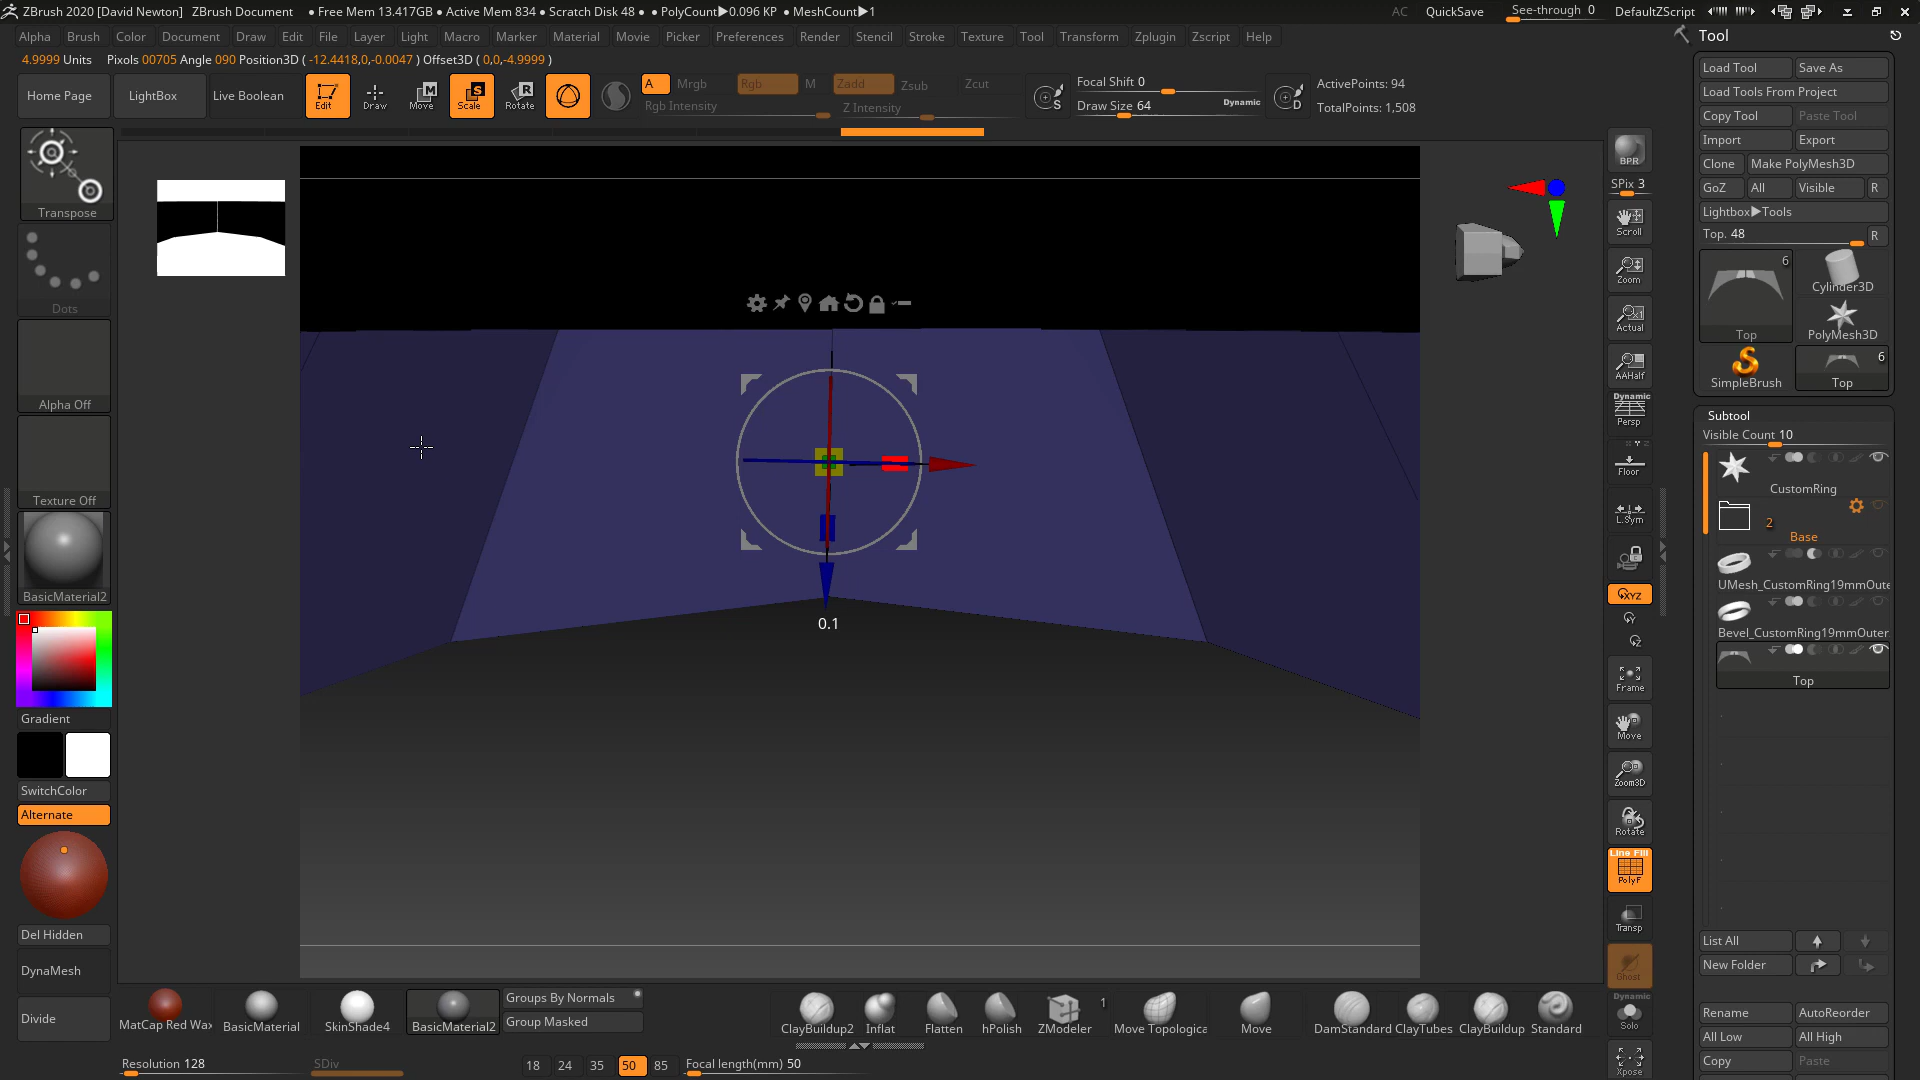 ZBrush 2020 [David Newton] ZBrush Document • Free Mem 13.417GB • Active Mem 834 • Scratch Disk 48 • • PolyCount▶0.096 KP • MeshCount▶1 AC QuickSave See-through 0 DefaultZScript
Alpha Brush Color Document Draw Edit File Layer Light Macro Marker Material Movie Picker Preferences Render Stencil Stroke Texture Tool Transform Zplugin Zscript Help
4.9999 Units Pixols 00705 Angle 090 Position3D ( -12.4418,0,-0.0047 ) Offset3D ( 0,0,-4.9999 )
Home Page LightBox Live Boolean Edit Draw Move Scale Rotate
A Mrgb Rgb M Zadd Zsub Zcut
Rgb Intensity Z Intensity
Focal Shift 0
Draw Size 64 Dynamic
ActivePoints: 94
TotalPoints: 1,508
Transpose
Dots
Alpha Off
Texture Off
BasicMaterial2
Gradient
SwitchColor
Alternate
Del Hidden
DynaMesh
Divide
0.1
BPR
SPix 3
Scroll
Zoom
Actual
AAHalf
Dynamic
Persp
Floor
L.Sym
XYZ
Y
Z
Frame
Move
Zoom3D
Rotate
Line Fill
PolyF
Transp
Ghost
Dynamic
Solo
Xpose
Tool
Load Tool Save As
Load Tools From Project
Copy Tool Paste Tool
Import Export
Clone Make PolyMesh3D
GoZ All Visible R
Lightbox▶Tools
Top. 48 R
6
Top
Cylinder3D
PolyMesh3D
SimpleBrush
6
Top
Subtool
Visible Count 10
CustomRing
2
Base
UMesh_CustomRing19mmOute
Bevel_CustomRing19mmOuter
Top
List All
New Folder
Rename AutoReorder
All Low All High
Copy Paste
MatCap Red Wax BasicMaterial SkinShade4 BasicMaterial2
Groups By Normals
Group Masked
ClayBuildup2 Inflat Flatten hPolish ZModeler 1 Move Topologica Move DamStandard ClayTubes ClayBuildup Standard
Resolution 128 SDiv 18 24 35 50 85 Focal length(mm) 50